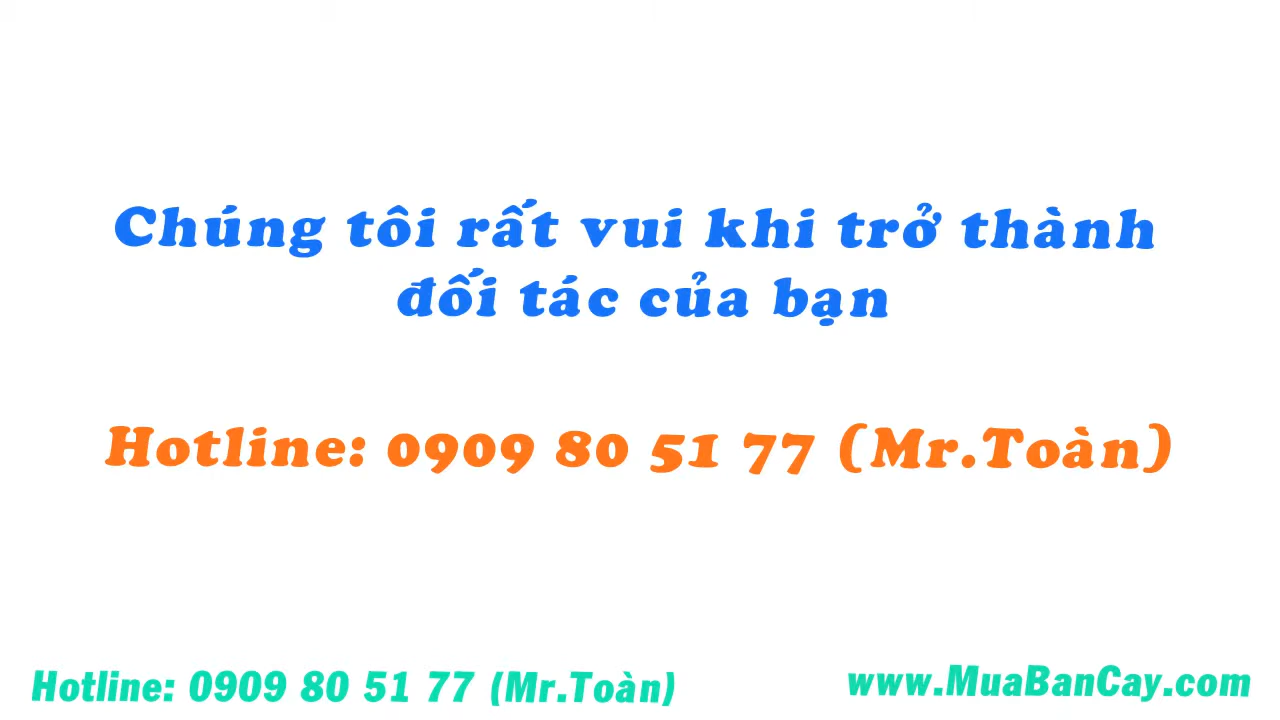 Chúng tôi rất vui khi trở thành
đối tác của bạn
Hotline: 0909 80 51 77 (Mr.Toàn)
Hotline: 0909 80 51 77 (Mr.Toàn)
www.MuaBanCay.com